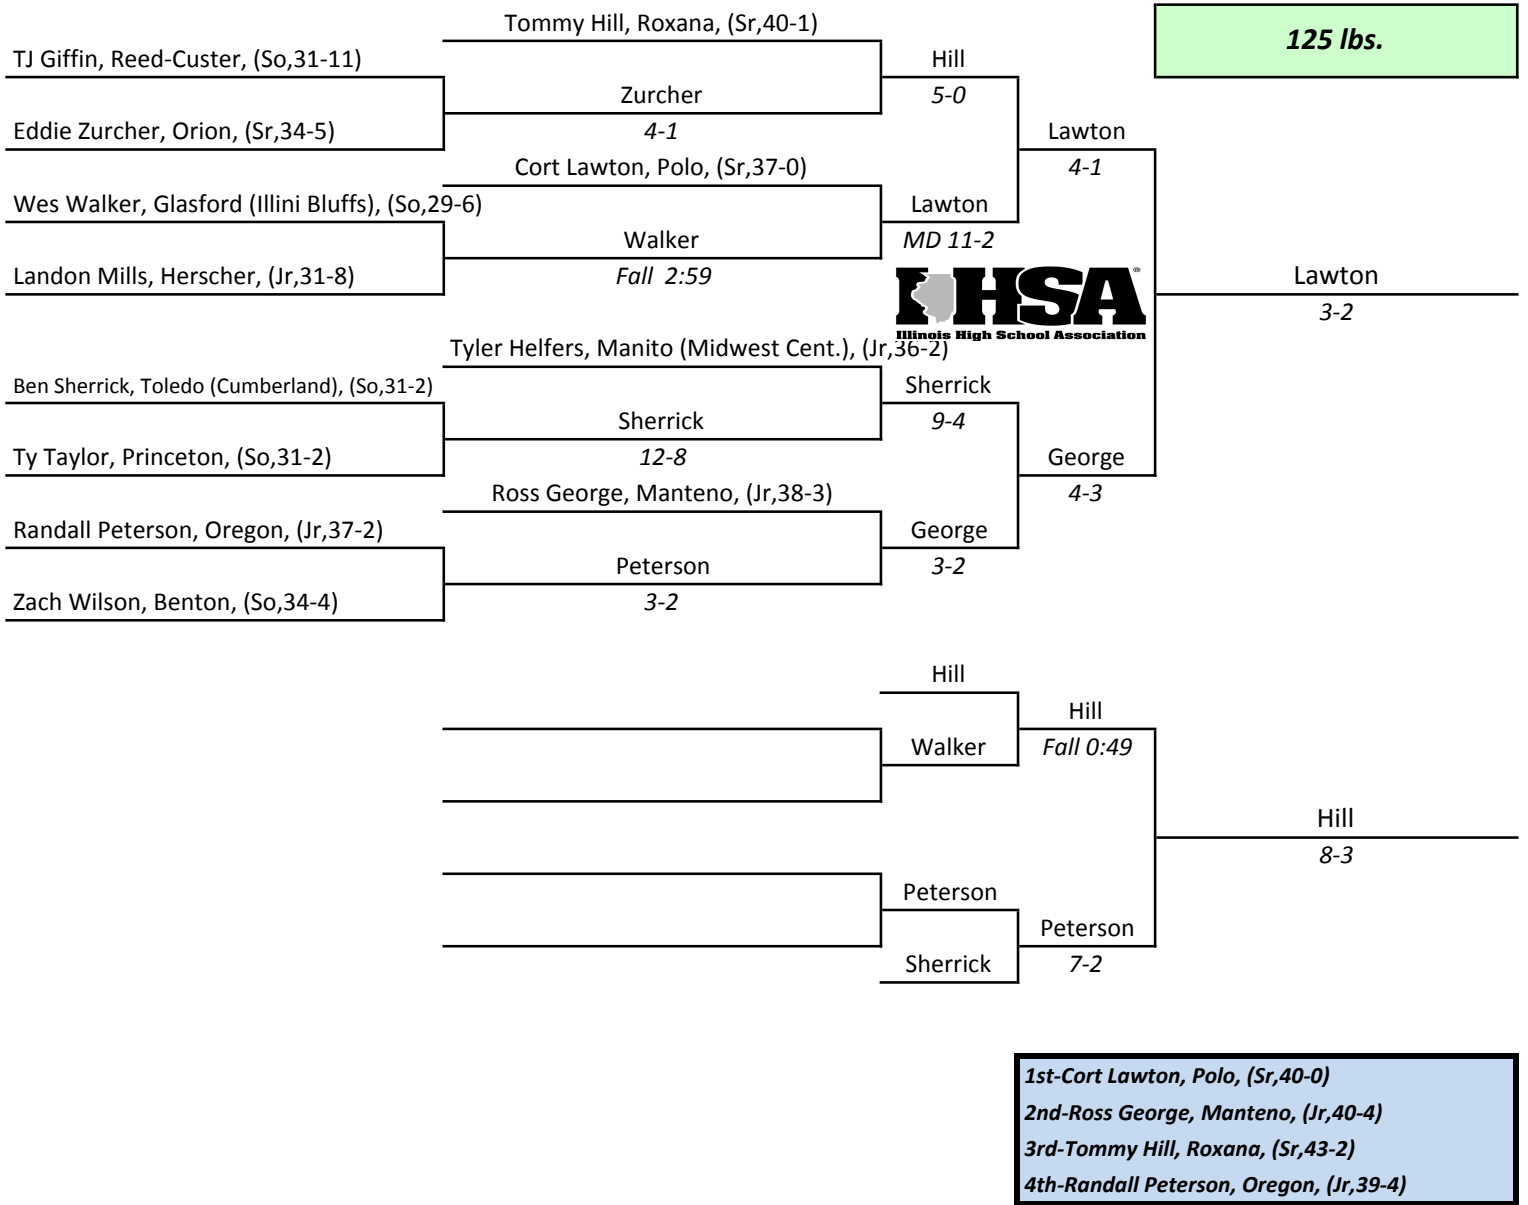 Tommy Hill, Roxana, (Sr,40-1)
125 lbs.
TJ Giffin, Reed-Custer, (So,31-11)
Hill
Zurcher
5-0
Eddie Zurcher, Orion, (Sr,34-5)
4-1
Lawton
Cort Lawton, Polo, (Sr,37-0)
4-1
Wes Walker, Glasford (Illini Bluffs), (So,29-6)
Lawton
Walker
MD 11-2
Landon Mills, Herscher, (Jr,31-8)
Fall 2:59
IHSA®
Illinois High School Association
Lawton
3-2
Tyler Helfers, Manito (Midwest Cent.), (Jr,36-2)
Ben Sherrick, Toledo (Cumberland), (So,31-2)
Sherrick
Sherrick
9-4
Ty Taylor, Princeton, (So,31-2)
12-8
George
Ross George, Manteno, (Jr,38-3)
4-3
Randall Peterson, Oregon, (Jr,37-2)
George
Peterson
3-2
Zach Wilson, Benton, (So,34-4)
3-2
Hill
Hill
Walker
Fall 0:49
Hill
8-3
Peterson
Peterson
Sherrick
7-2
1st-Cort Lawton, Polo, (Sr,40-0)
2nd-Ross George, Manteno, (Jr,40-4)
3rd-Tommy Hill, Roxana, (Sr,43-2)
4th-Randall Peterson, Oregon, (Jr,39-4)